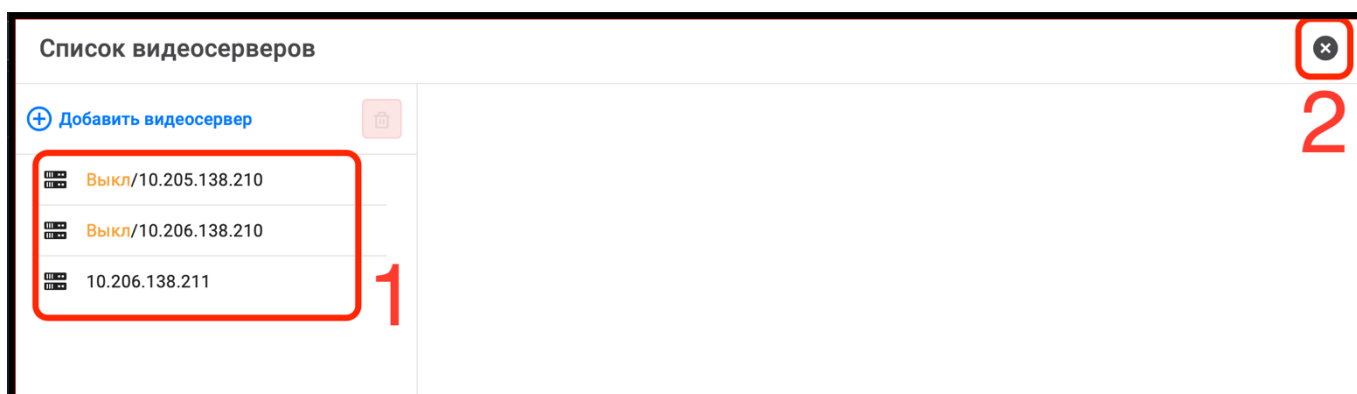 Список видеосерверов
2
Добавить видеосервер
Выкл/10.205.138.210
Выкл/10.206.138.210
10.206.138.211
1